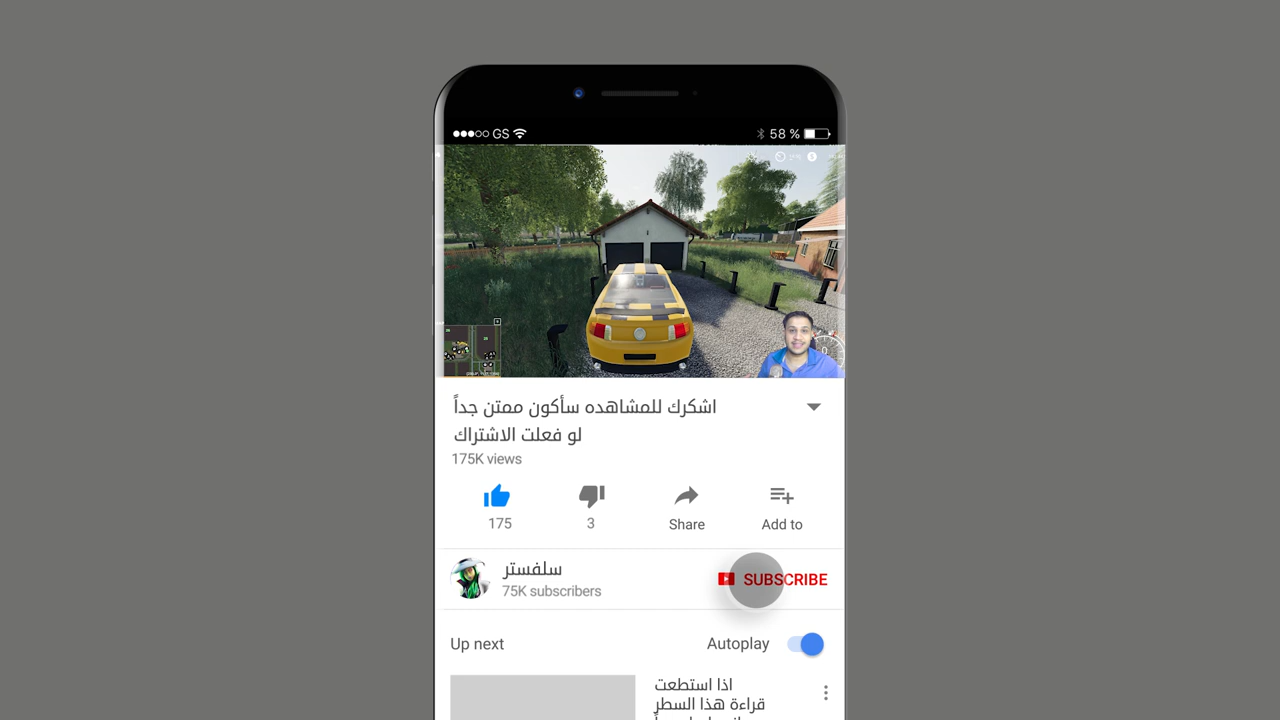 GS 58 %
اشكرك للمشاهده سأكون ممتن جداً
لو فعلت الاشتراك
175K views
175
3
Share
Add to
سلفستر
75K subscribers
SUBSCRIBE
Up next
Autoplay
اذا استطعت
قراءة هذا السطر